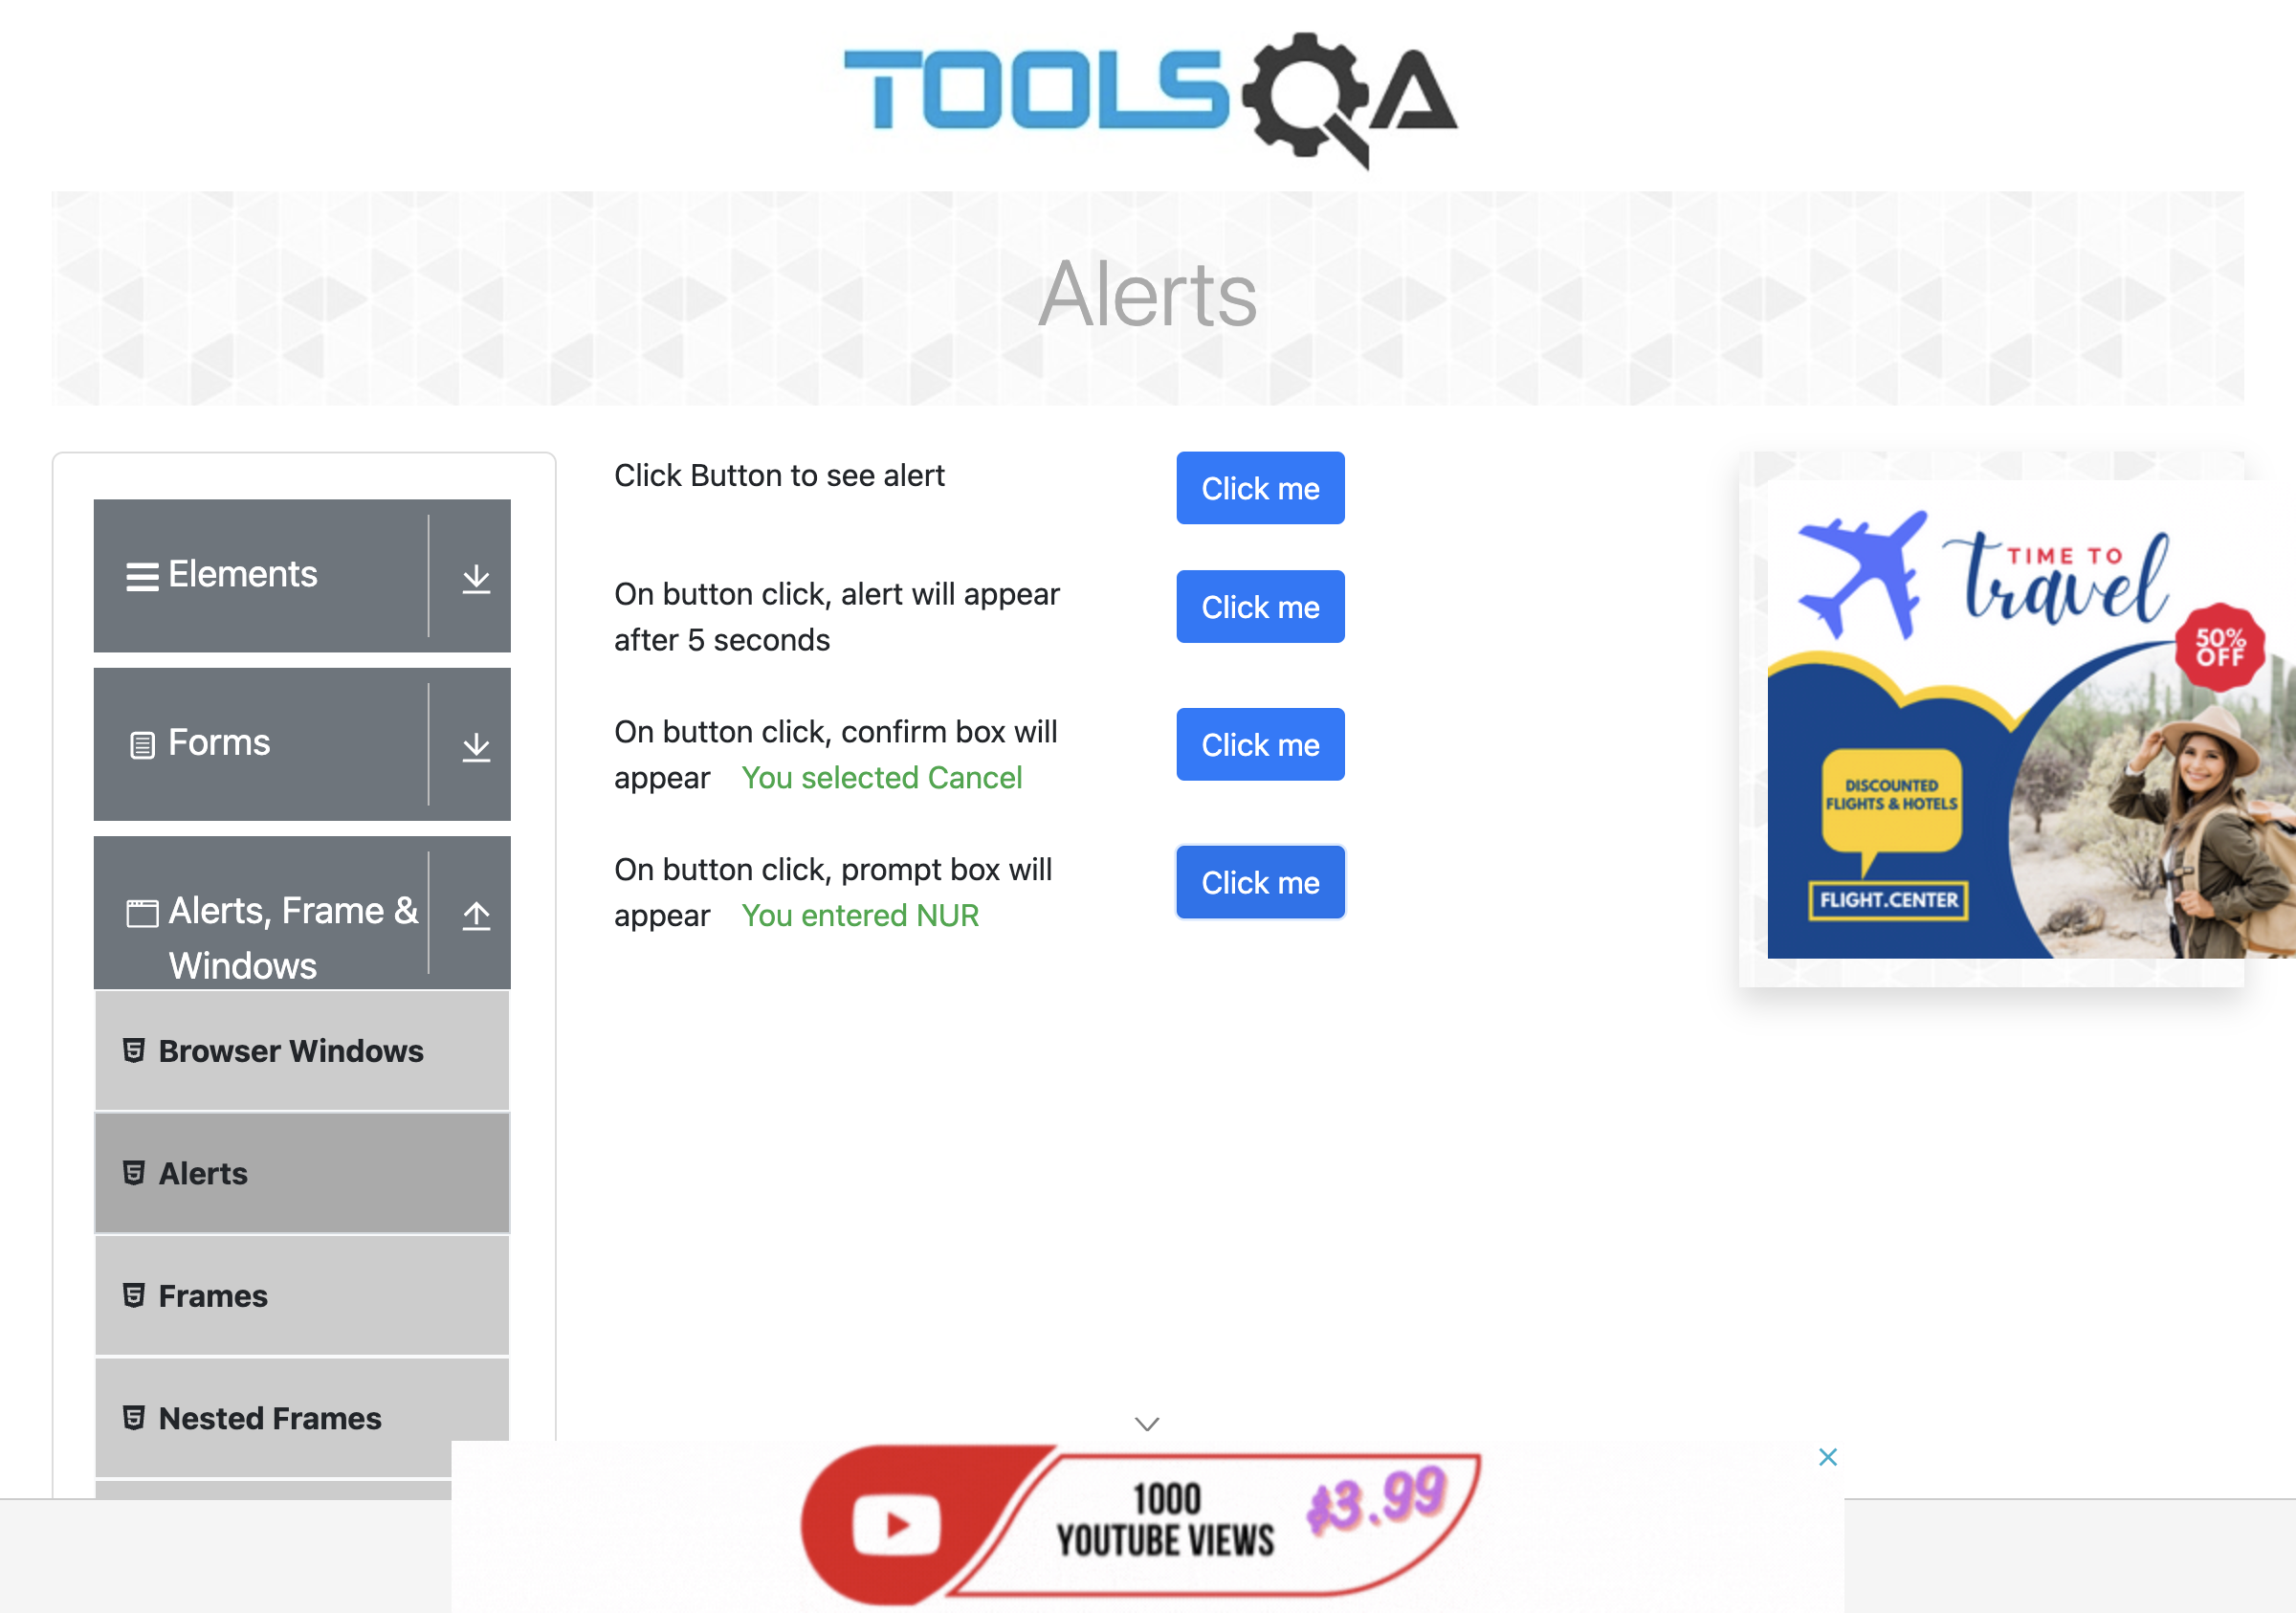 TOOLSQA
Alerts
Elements
Forms
Alerts, Frame &
Windows
Browser Windows
Alerts
Frames
Nested Frames
Click Button to see alert
Click me
On button click, alert will appear
after 5 seconds
Click me
On button click, confirm box will
appear You selected Cancel
Click me
On button click, prompt box will
appear You entered NUR
Click me
TIME TO
travel
50%
OFF
DISCOUNTED
FLIGHTS & HOTELS
FLIGHT.CENTER
1000
YOUTUBE VIEWS
$3.99